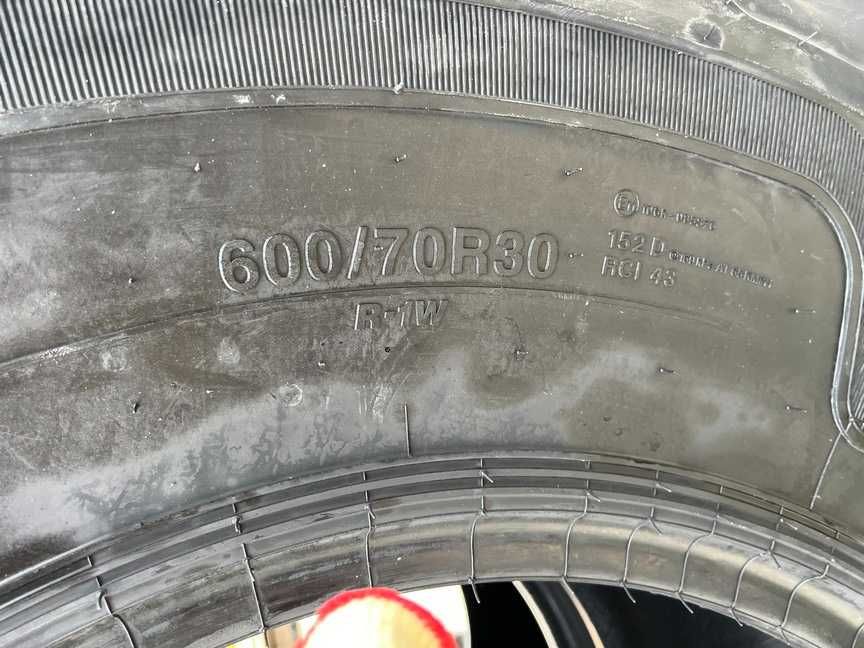 600/70R30
R-1W
152 D
RCI 43